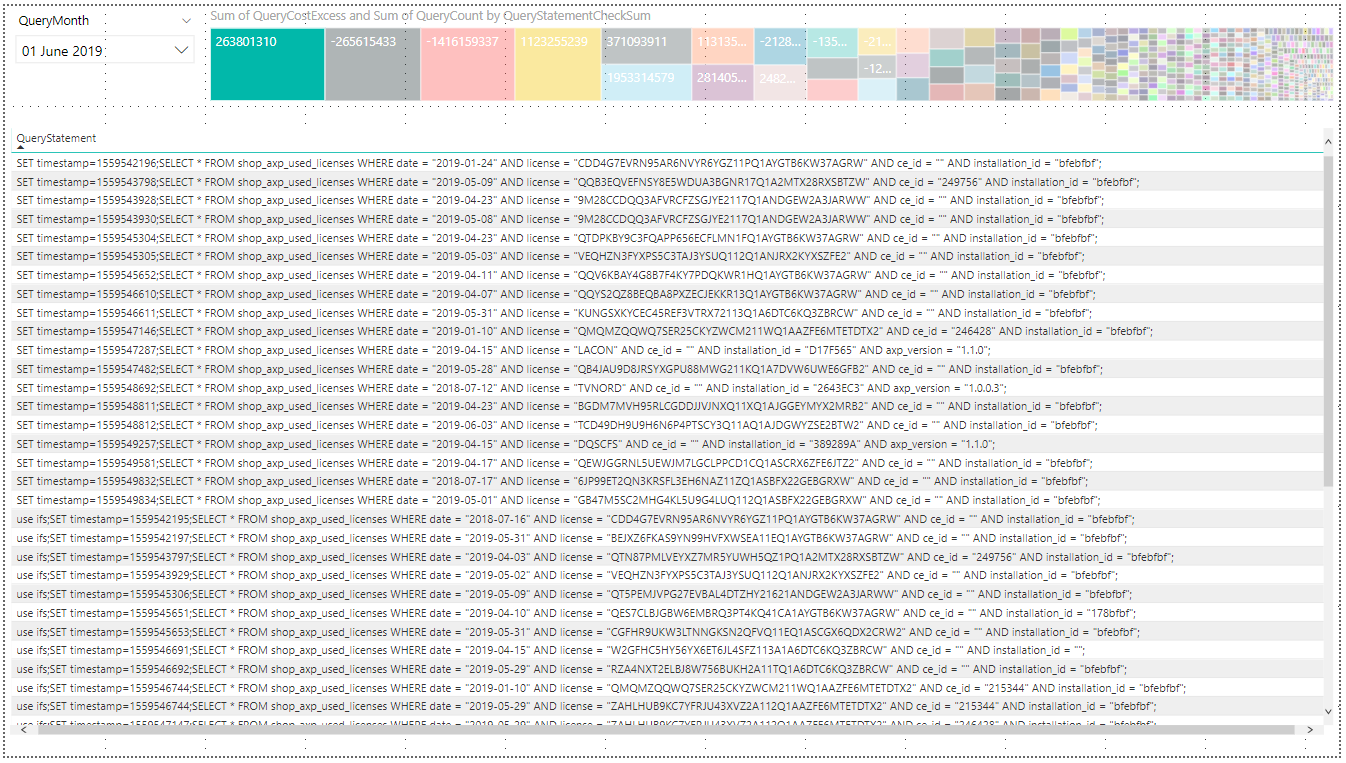 QueryMonth
01 June 2019
Sum of QueryCostExcess and Sum of QueryCount by QueryStatementCheckSum
263801310 -265615433 -1416159337 1123255239 371093911 113135... -2128... -135... -21...
1953314579 281405... 2482... -12...
QueryStatement
SET timestamp=1559542196;SELECT * FROM shop_axp_used_licenses WHERE date = "2019-01-24" AND license = "CDD4G7EVRN95AR6NVYR6YGZ11PQ1AYGTB6KW37AGRW" AND ce_id = "" AND installation_id = "bfebfbf";
SET timestamp=1559543798;SELECT * FROM shop_axp_used_licenses WHERE date = "2019-05-09" AND license = "QQB3EQVEFNSY8E5WDUA3BGNR17Q1A2MTX28RXSBTZW" AND ce_id = "249756" AND installation_id = "bfebfbf";
SET timestamp=1559543928;SELECT * FROM shop_axp_used_licenses WHERE date = "2019-04-23" AND license = "9M28CCDQQ3AFVRCFZSGJYE2117Q1ANDGEW2A3JARWW" AND ce_id = "" AND installation_id = "bfebfbf";
SET timestamp=1559543930;SELECT * FROM shop_axp_used_licenses WHERE date = "2019-05-08" AND license = "9M28CCDQQ3AFVRCFZSGJYE2117Q1ANDGEW2A3JARWW" AND ce_id = "" AND installation_id = "bfebfbf";
SET timestamp=1559545304;SELECT * FROM shop_axp_used_licenses WHERE date = "2019-04-23" AND license = "QTDPKBY9C3FQAPP656ECFLMN1FQ1AYGTB6KW37AGRW" AND ce_id = "" AND installation_id = "bfebfbf";
SET timestamp=1559545305;SELECT * FROM shop_axp_used_licenses WHERE date = "2019-05-03" AND license = "VEQHZN3FYXPS5C3TAJ3YSUQ112Q1ANJRX2KYXSZFE2" AND ce_id = "" AND installation_id = "bfebfbf";
SET timestamp=1559545652;SELECT * FROM shop_axp_used_licenses WHERE date = "2019-04-11" AND license = "QQV6KBAY4G8B7F4KY7PDQKWR1HQ1AYGTB6KW37AGRW" AND ce_id = "" AND installation_id = "bfebfbf";
SET timestamp=1559546610;SELECT * FROM shop_axp_used_licenses WHERE date = "2019-04-07" AND license = "QQYS2QZ8BEQBA8PXZECJEKKR13Q1AYGTB6KW37AGRW" AND ce_id = "" AND installation_id = "bfebfbf";
SET timestamp=1559546611;SELECT * FROM shop_axp_used_licenses WHERE date = "2019-05-31" AND license = "KUNGSXKYCEC45REF3VTRX72113Q1A6DTC6KQ3ZBRCW" AND ce_id = "" AND installation_id = "bfebfbf";
SET timestamp=1559547146;SELECT * FROM shop_axp_used_licenses WHERE date = "2019-01-10" AND license = "QMQMZQQWQ7SER25CKYZWCM211WQ1AAZFE6MTETDTX2" AND ce_id = "246428" AND installation_id = "bfebfbf";
SET timestamp=1559547287;SELECT * FROM shop_axp_used_licenses WHERE date = "2019-04-15" AND license = "LACON" AND ce_id = "" AND installation_id = "D17F565" AND axp_version = "1.1.0";
SET timestamp=1559547482;SELECT * FROM shop_axp_used_licenses WHERE date = "2019-05-28" AND license = "QB4JAU9D8JRSYXGPU88MWG211KQ1A7DVW6UWE6GFB2" AND ce_id = "" AND installation_id = "bfebfbf";
SET timestamp=1559548692;SELECT * FROM shop_axp_used_licenses WHERE date = "2018-07-12" AND license = "TVNORD" AND ce_id = "" AND installation_id = "2643EC3" AND axp_version = "1.0.0.3";
SET timestamp=1559548811;SELECT * FROM shop_axp_used_licenses WHERE date = "2019-04-23" AND license = "BGDM7MVH95RLCGDDJJVJNXQ11XQ1AJGGEYMYX2MRB2" AND ce_id = "" AND installation_id = "bfebfbf";
SET timestamp=1559548812;SELECT * FROM shop_axp_used_licenses WHERE date = "2019-06-03" AND license = "TCD49DH9U9H6N6P4PTSCY3Q11AQ1AJDGWYZSE2BTW2" AND ce_id = "" AND installation_id = "bfebfbf";
SET timestamp=1559549257;SELECT * FROM shop_axp_used_licenses WHERE date = "2019-04-15" AND license = "DQSCFS" AND ce_id = "" AND installation_id = "389289A" AND axp_version = "1.1.0";
SET timestamp=1559549581;SELECT * FROM shop_axp_used_licenses WHERE date = "2019-04-17" AND license = "QEWJGGRNL5UEWJM7LGCLPPCD1CQ1ASCRX6ZFE6JTZ2" AND ce_id = "" AND installation_id = "bfebfbf";
SET timestamp=1559549832;SELECT * FROM shop_axp_used_licenses WHERE date = "2018-07-17" AND license = "6JP99ET2QN3KRSFL3EH6NAZ11ZQ1ASBFX22GEBGRXW" AND ce_id = "" AND installation_id = "bfebfbf";
SET timestamp=1559549834;SELECT * FROM shop_axp_used_licenses WHERE date = "2019-05-01" AND license = "GB47M5SC2MHG4KL5U9G4LUQ112Q1ASBFX22GEBGRXW" AND ce_id = "" AND installation_id = "bfebfbf";
use ifs;SET timestamp=1559542195;SELECT * FROM shop_axp_used_licenses WHERE date = "2018-07-16" AND license = "CDD4G7EVRN95AR6NVYR6YGZ11PQ1AYGTB6KW37AGRW" AND ce_id = "" AND installation_id = "bfebfbf";
use ifs;SET timestamp=1559542197;SELECT * FROM shop_axp_used_licenses WHERE date = "2019-05-31" AND license = "BEJXZ6FKAS9YN99HVFXWSEA11EQ1AYGTB6KW37AGRW" AND ce_id = "" AND installation_id = "bfebfbf";
use ifs;SET timestamp=1559543797;SELECT * FROM shop_axp_used_licenses WHERE date = "2019-04-03" AND license = "QTN87PMLVEYXZ7MR5YUWH5QZ1PQ1A2MTX28RXSBTZW" AND ce_id = "249756" AND installation_id = "bfebfbf";
use ifs;SET timestamp=1559543929;SELECT * FROM shop_axp_used_licenses WHERE date = "2019-05-02" AND license = "VEQHZN3FYXPS5C3TAJ3YSUQ112Q1ANJRX2KYXSZFE2" AND ce_id = "" AND installation_id = "bfebfbf";
use ifs;SET timestamp=1559545306;SELECT * FROM shop_axp_used_licenses WHERE date = "2019-05-09" AND license = "QT5PEMJVPG27EVBAL4DTZHY21621ANDGEW2A3JARWW" AND ce_id = "" AND installation_id = "bfebfbf";
use ifs;SET timestamp=1559545651;SELECT * FROM shop_axp_used_licenses WHERE date = "2019-04-10" AND license = "QES7CLBJGBW6EMBRQ3PT4KQ41CA1AYGTB6KW37AGRW" AND ce_id = "" AND installation_id = "178bfbf";
use ifs;SET timestamp=1559545653;SELECT * FROM shop_axp_used_licenses WHERE date = "2019-05-31" AND license = "CGFHR9UKW3LTNNGKSN2QFVQ11EQ1ASCGX6QDX2CRW2" AND ce_id = "" AND installation_id = "bfebfbf";
use ifs;SET timestamp=1559546691;SELECT * FROM shop_axp_used_licenses WHERE date = "2019-04-15" AND license = "W2GFHC5HY56YX6ET6JL4SFZ113A1A6DTC6KQ3ZBRCW" AND ce_id = "" AND installation_id = "";
use ifs;SET timestamp=1559546692;SELECT * FROM shop_axp_used_licenses WHERE date = "2019-05-29" AND license = "RZA4NXT2ELBJ8W756BUKH2A11TQ1A6DTC6KQ3ZBRCW" AND ce_id = "" AND installation_id = "bfebfbf";
use ifs;SET timestamp=1559546744;SELECT * FROM shop_axp_used_licenses WHERE date = "2019-01-10" AND license = "QMQMZQQWQ7SER25CKYZWCM211WQ1AAZFE6MTETDTX2" AND ce_id = "215344" AND installation_id = "bfebfbf";
use ifs;SET timestamp=1559546744;SELECT * FROM shop_axp_used_licenses WHERE date = "2019-05-29" AND license = "ZAHLHUB9KC7YFRJU43XVZ2A112Q1AAZFE6MTETDTX2" AND ce_id = "215344" AND installation_id = "bfebfbf";
use ifs;SET timestamp=1559547147;SELECT * FROM shop_axp_used_licenses WHERE date = "2019-05-29" AND license = "ZAHLHUB9KC7YFRJU43XVZ2A112Q1AAZFE6MTETDTX2" AND ce_id = "246428" AND installation_id = "bfebfbf";